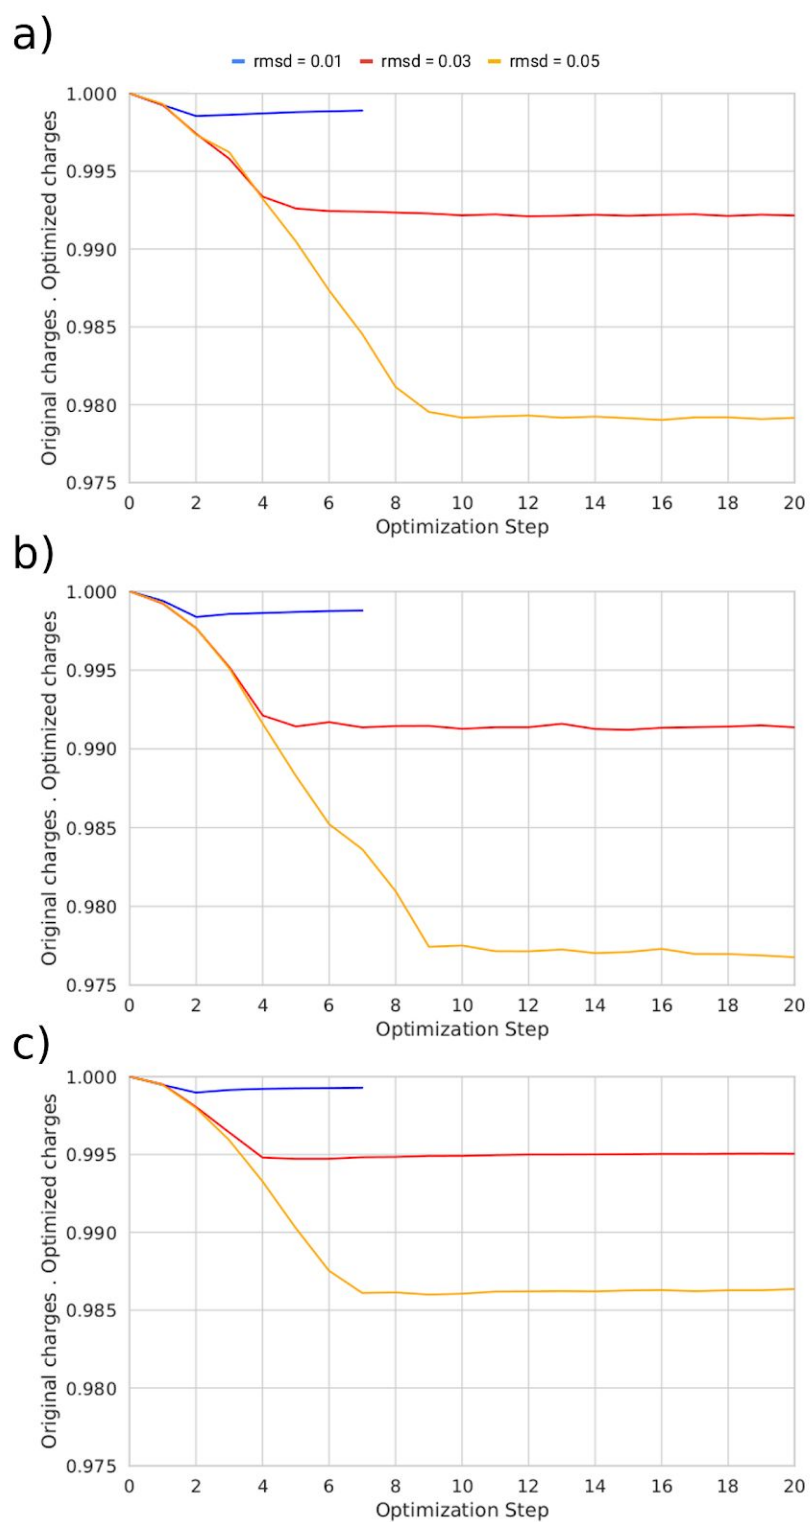 a)
rmsd = 0.01 rmsd = 0.03 rmsd = 0.05
Original charges . Optimized charges
1.000
0.995
0.990
0.985
0.980
0.975
0 2 4 6 8 10 12 14 16 18 20
Optimization Step
b)
Original charges . Optimized charges
1.000
0.995
0.990
0.985
0.980
0.975
0 2 4 6 8 10 12 14 16 18 20
Optimization Step
c)
Original charges . Optimized charges
1.000
0.995
0.990
0.985
0.980
0.975
0 2 4 6 8 10 12 14 16 18 20
Optimization Step